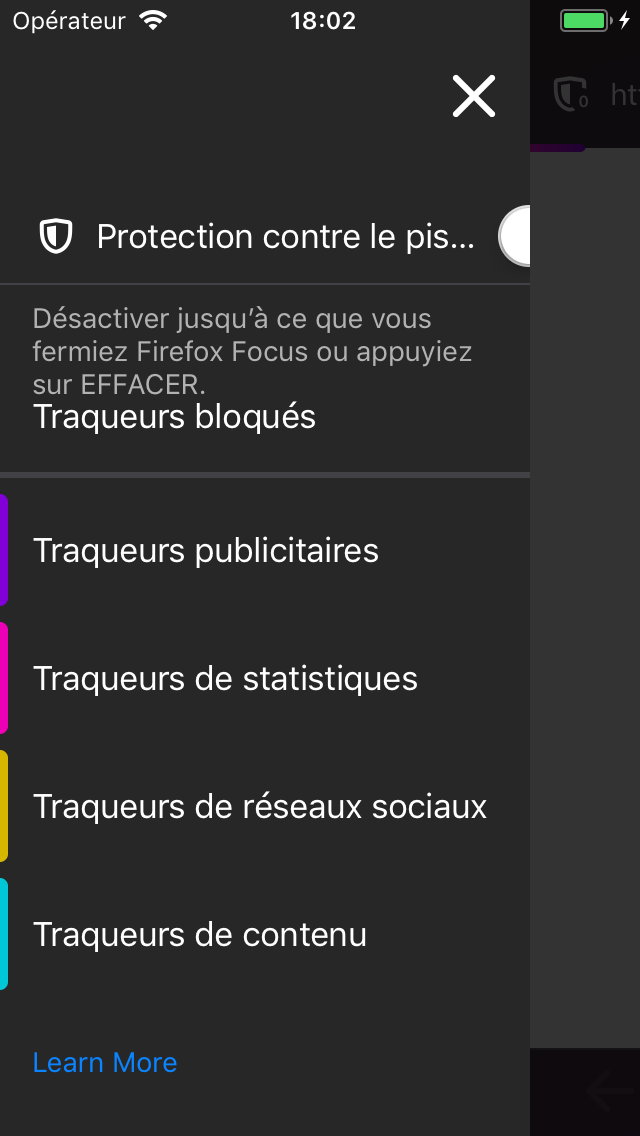 Opérateur 18:02
0 htt
Protection contre le pis...
Désactiver jusqu’à ce que vous
fermiez Firefox Focus ou appuyiez
sur EFFACER.
Traqueurs bloqués
Traqueurs publicitaires
Traqueurs de statistiques
Traqueurs de réseaux sociaux
Traqueurs de contenu
Learn More